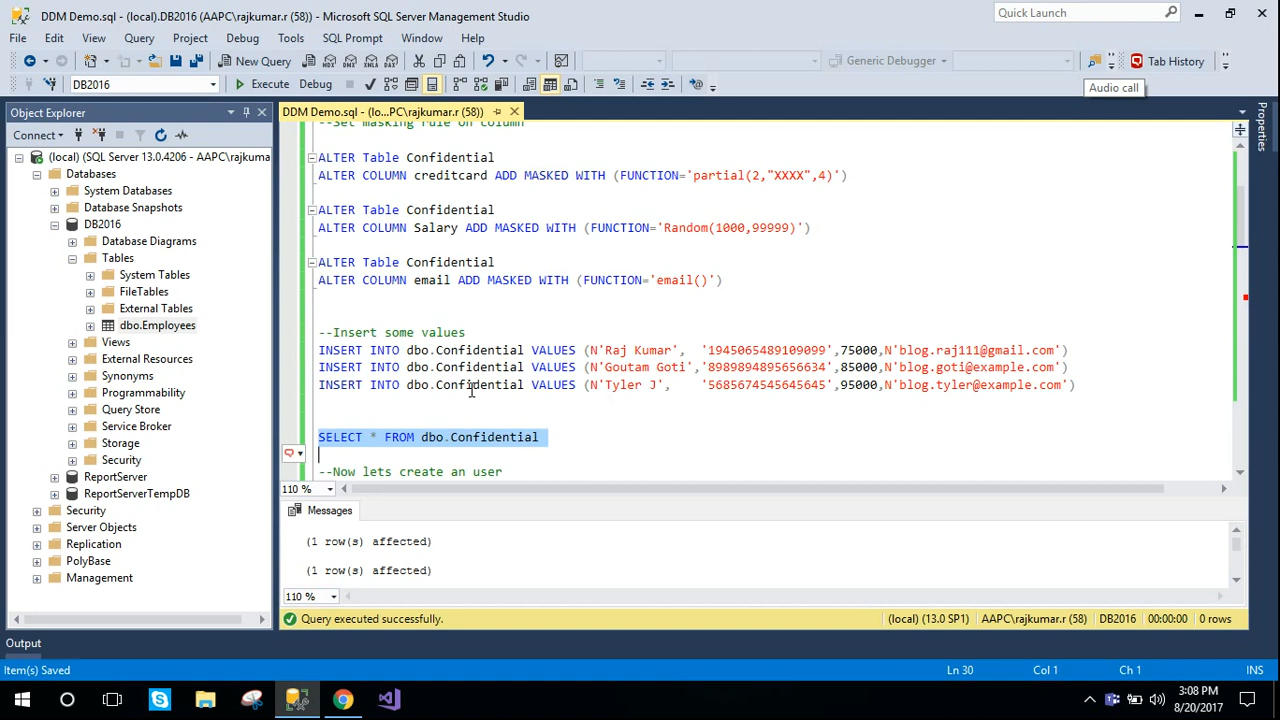 DDM Demo.sql - (local).DB2016 (AAPC\rajkumar.r (58)) - Microsoft SQL Server Management Studio
Quick Launch
File Edit View Query Project Debug Tools SQL Prompt Window Help
New Query
Generic Debugger
Tab History
DB2016
Execute Debug
Audio call
Object Explorer
DDM Demo.sql - (lo...PC\rajkumar.r (58))
Properties
Connect
(local) (SQL Server 13.0.4206 - AAPC\rajkuma
Databases
System Databases
Database Snapshots
DB2016
Database Diagrams
Tables
System Tables
FileTables
External Tables
dbo.Employees
Views
External Resources
Synonyms
Programmability
Query Store
Service Broker
Storage
Security
ReportServer
ReportServerTempDB
Security
Server Objects
Replication
PolyBase
Management
--Set masking rule on column
ALTER Table Confidential
ALTER COLUMN creditcard ADD MASKED WITH (FUNCTION='partial(2,"XXXX",4)')
ALTER Table Confidential
ALTER COLUMN Salary ADD MASKED WITH (FUNCTION='Random(1000,99999)')
ALTER Table Confidential
ALTER COLUMN email ADD MASKED WITH (FUNCTION='email()')
--Insert some values
INSERT INTO dbo.Confidential VALUES (N'Raj Kumar', '1945065489109099',75000,N'blog.raj111@gmail.com')
INSERT INTO dbo.Confidential VALUES (N'Goutam Goti','8989894895656634',85000,N'blog.goti@example.com')
INSERT INTO dbo.Confidential VALUES (N'Tyler J', '5685674545645645',95000,N'blog.tyler@example.com')
SELECT * FROM dbo.Confidential
--Now lets create an user
110 %
Messages
(1 row(s) affected)
(1 row(s) affected)
110 %
Query executed successfully.
(local) (13.0 SP1) AAPC\rajkumar.r (58) DB2016 00:00:00 0 rows
Output
Item(s) Saved
Ln 30 Col 1 Ch 1 INS
3:08 PM
8/20/2017